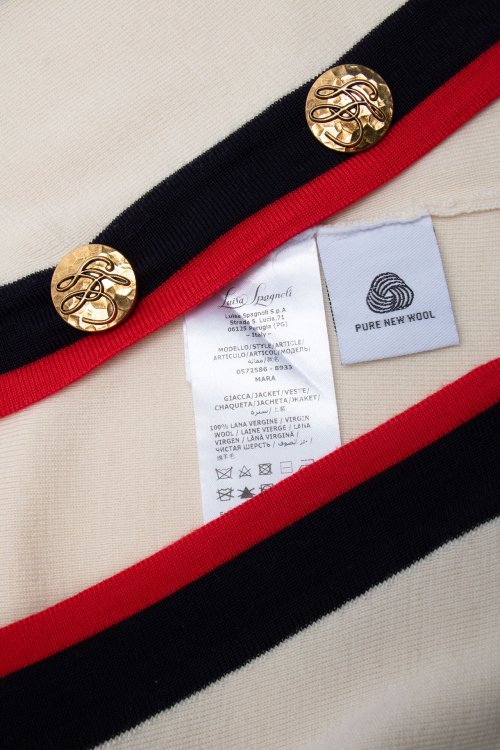 Luisa Spagnoli
Luisa Spagnoli S.p.A
Strada S. Lucia,71
06125 Perugia (PG)
- Italy -
MODELLO/STYLE/ARTICLE/
ARTICULO/ARTICOL/МОДЕЛЬ/
0572586 - 8933
MARA
GIACCA/JACKET/VESTE/
CHAQUETA/JACHETA/ЖАКЕТ/
100% LANA VERGINE / VIRGIN
WOOL / LAINE VIERGE / LANA
VIRGEN / LÂNĂ VIRGINĂ /
ЧИСТАЯ ШЕРСТЬ /
PURE NEW WOOL